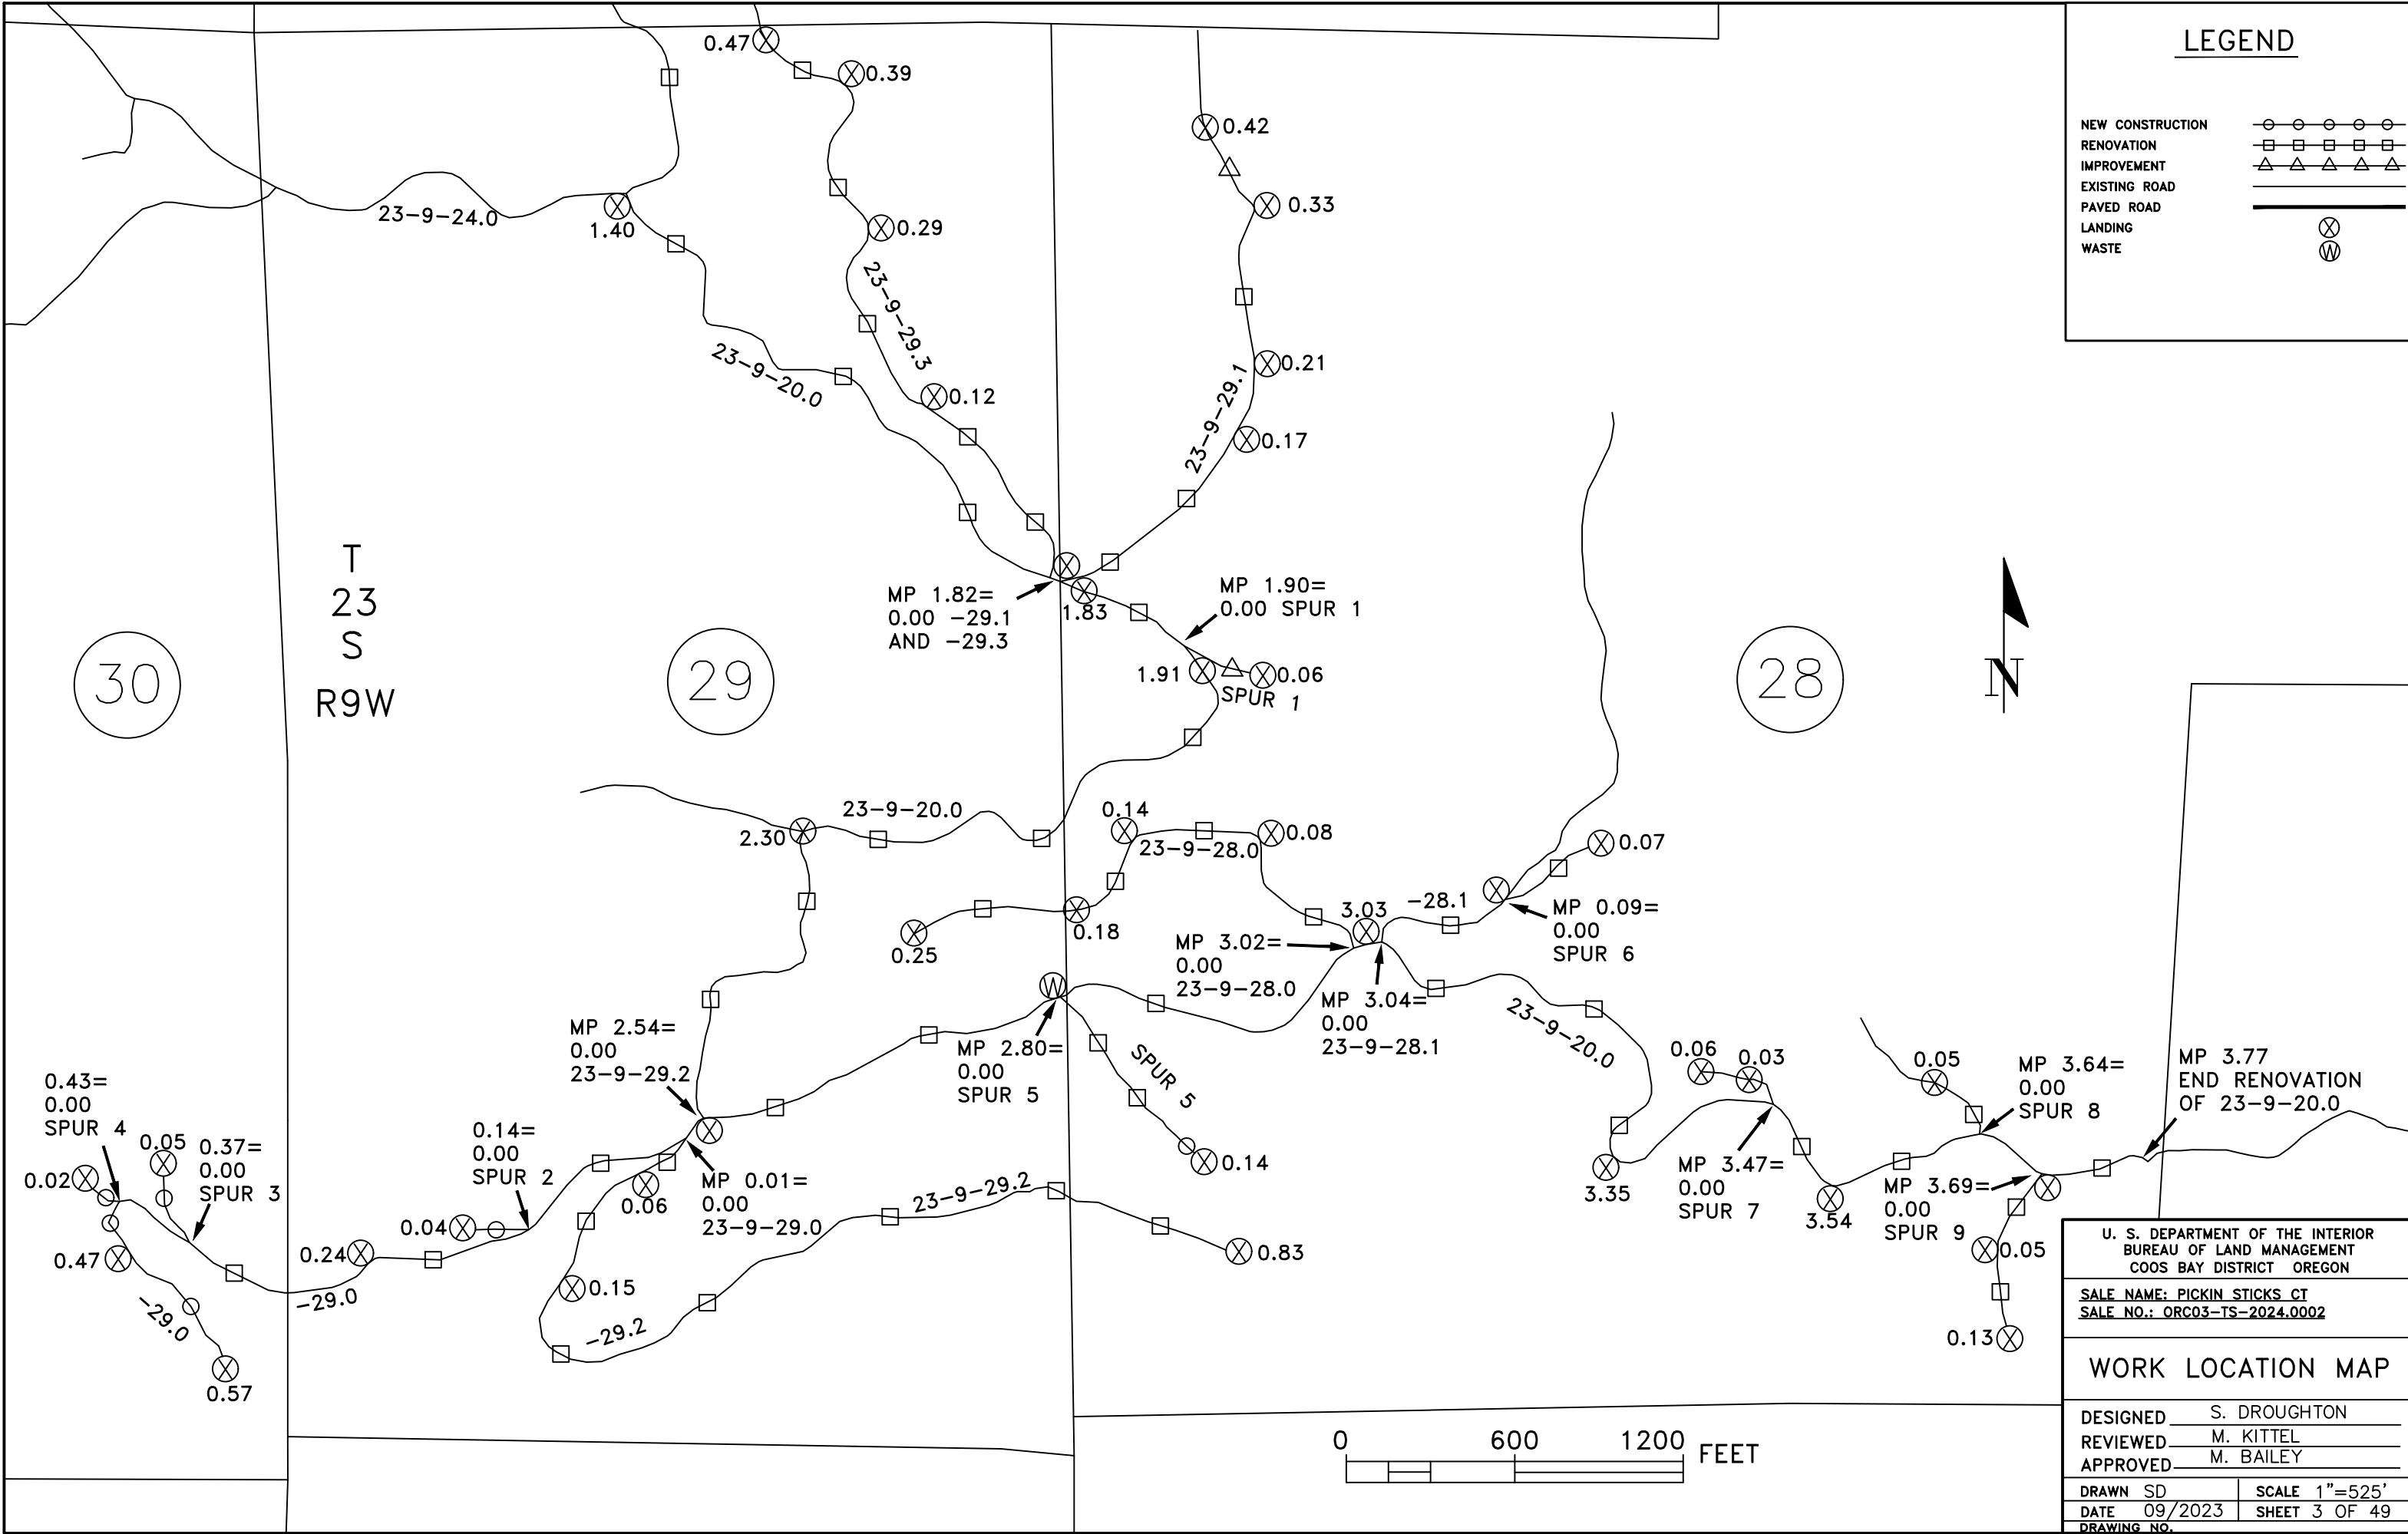 LEGEND
NEW CONSTRUCTION
RENOVATION
IMPROVEMENT
EXISTING ROAD
PAVED ROAD
LANDING
WASTE
W
0.47
0.39
0.42
0.33
0.29
0.21
0.17
0.12
23-9-24.0
1.40
23-9-29.3
23-9-20.0
23-9-29.1
T
23
S
R9W
30
29
28
N
MP 1.82=
0.00 -29.1
AND -29.3
1.83
MP 1.90=
0.00 SPUR 1
1.91
0.06
SPUR 1
2.30
23-9-20.0
0.14
23-9-28.0
0.08
0.18
0.25
3.03
-28.1
0.07
MP 0.09=
0.00
SPUR 6
MP 3.02=
0.00
23-9-28.0
MP 3.04=
0.00
23-9-28.1
23-9-20.0
W
MP 2.80=
0.00
SPUR 5
SPUR 5
0.14
MP 2.54=
0.00
23-9-29.2
0.43=
0.00
SPUR 4
0.05
0.37=
0.00
SPUR 3
0.02
0.14=
0.00
SPUR 2
0.04
0.06
MP 0.01=
0.00
23-9-29.0
23-9-29.2
0.83
0.24
0.47
-29.0
-29.0
0.57
0.15
-29.2
3.35
0.06
0.03
MP 3.47=
0.00
SPUR 7
3.54
0.05
MP 3.64=
0.00
SPUR 8
MP 3.77
END RENOVATION
OF 23-9-20.0
MP 3.69=
0.00
SPUR 9
0.05
0.13
0 600 1200 FEET
U. S. DEPARTMENT OF THE INTERIOR
BUREAU OF LAND MANAGEMENT
COOS BAY DISTRICT OREGON
SALE NAME: PICKIN STICKS CT
SALE NO.: ORC03-TS-2024.0002
WORK LOCATION MAP
DESIGNED S. DROUGHTON
REVIEWED M. KITTEL
APPROVED M. BAILEY
DRAWN SD SCALE 1"=525'
DATE 09/2023 SHEET 3 OF 49
DRAWING NO.